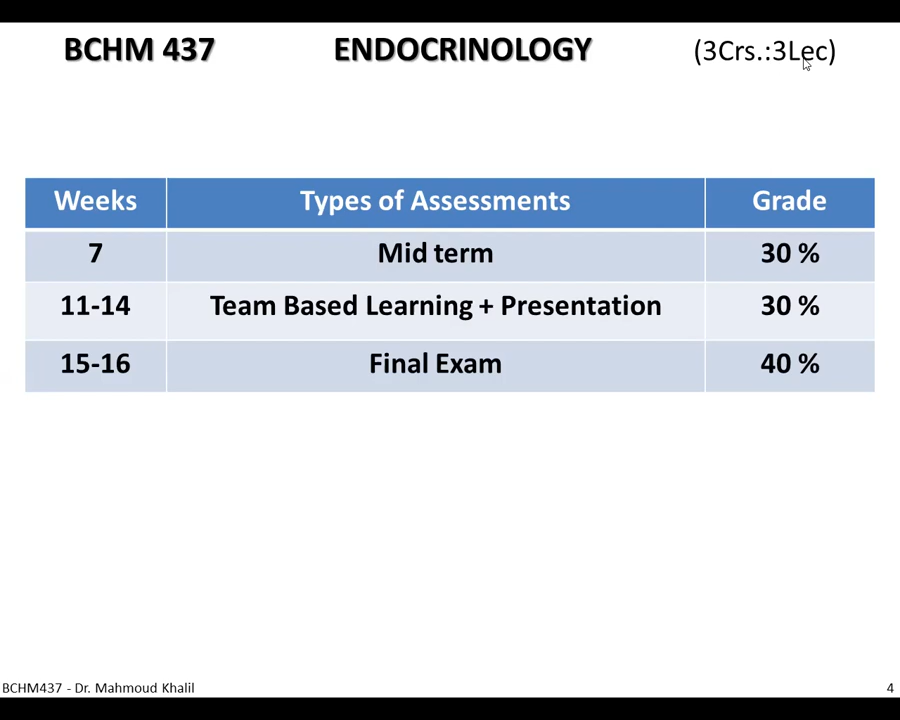 BCHM 437 ENDOCRINOLOGY (3Crs.:3Lec)
Weeks Types of Assessments Grade
7 Mid term 30 %
11-14 Team Based Learning + Presentation 30 %
15-16 Final Exam 40 %
BCHM437 - Dr. Mahmoud Khalil 4